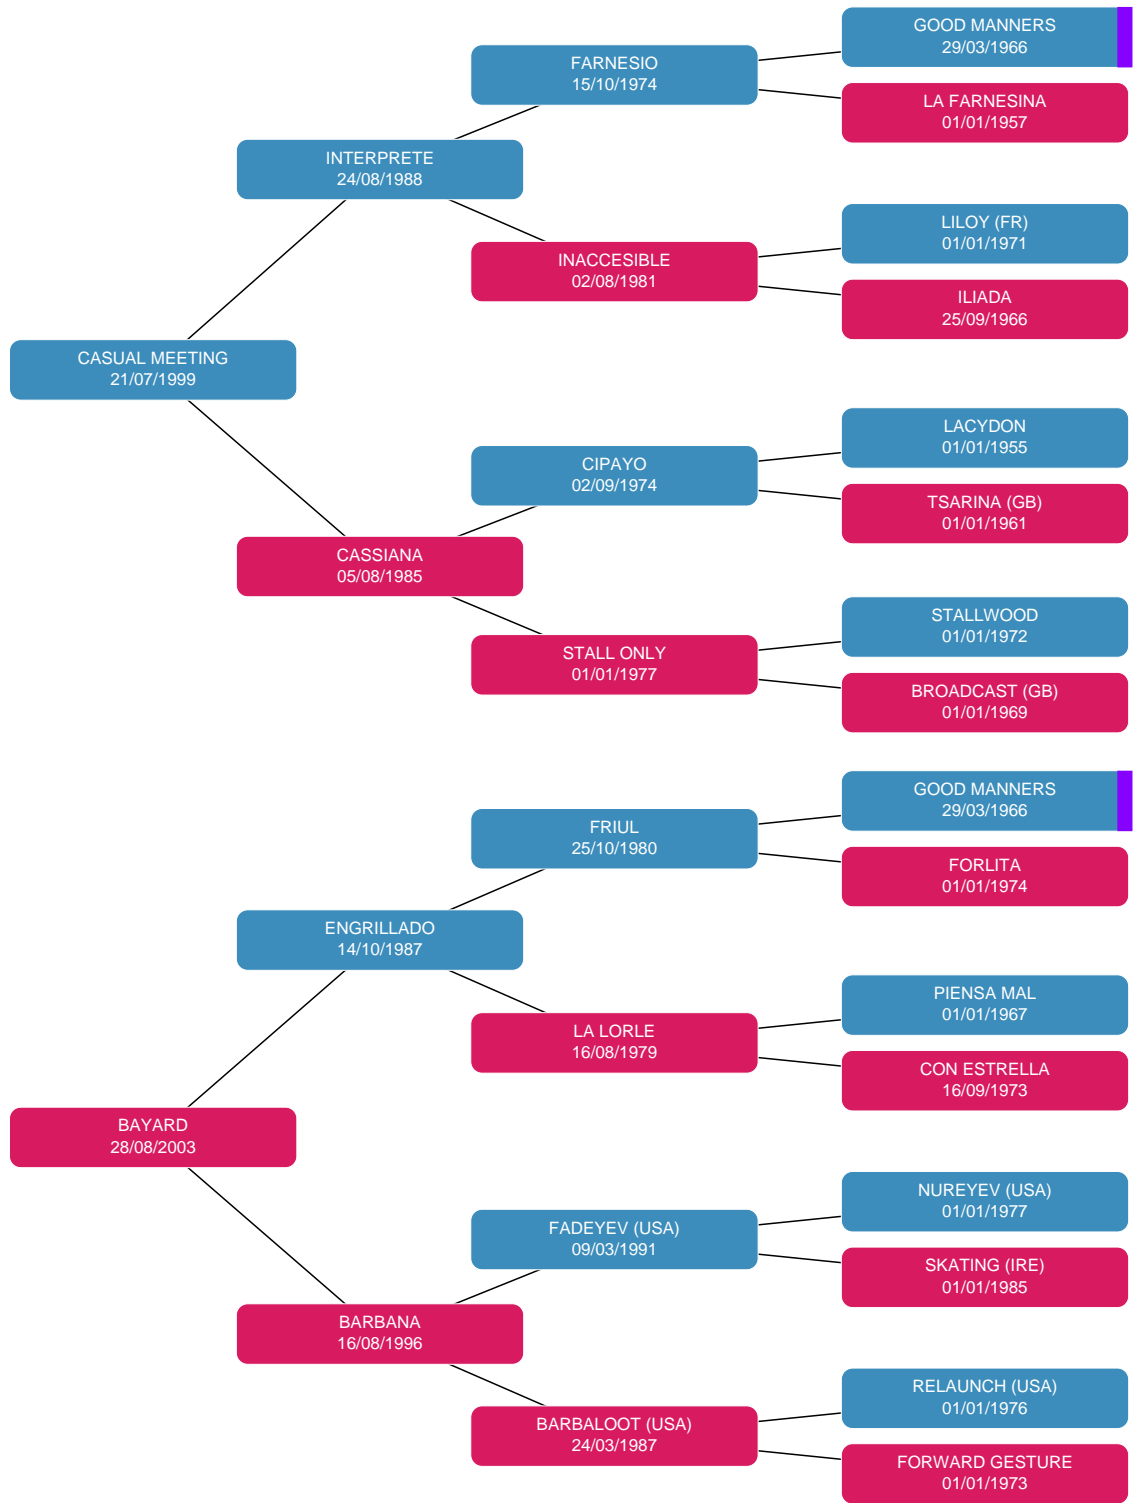 GOOD MANNERS
29/03/1966
FARNESIO
15/10/1974
LA FARNESINA
01/01/1957
INTERPRETE
24/08/1988
LILOY (FR)
01/01/1971
INACCESIBLE
02/08/1981
ILIADA
25/09/1966
CASUAL MEETING
21/07/1999
LACYDON
01/01/1955
CIPAYO
02/09/1974
TSARINA (GB)
01/01/1961
CASSIANA
05/08/1985
STALLWOOD
01/01/1972
STALL ONLY
01/01/1977
BROADCAST (GB)
01/01/1969
GOOD MANNERS
29/03/1966
FRIUL
25/10/1980
FORLITA
01/01/1974
ENGRILLADO
14/10/1987
PIENSA MAL
01/01/1967
LA LORLE
16/08/1979
CON ESTRELLA
16/09/1973
BAYARD
28/08/2003
NUREYEV (USA)
01/01/1977
FADEYEV (USA)
09/03/1991
SKATING (IRE)
01/01/1985
BARBANA
16/08/1996
RELAUNCH (USA)
01/01/1976
BARBALOOT (USA)
24/03/1987
FORWARD GESTURE
01/01/1973